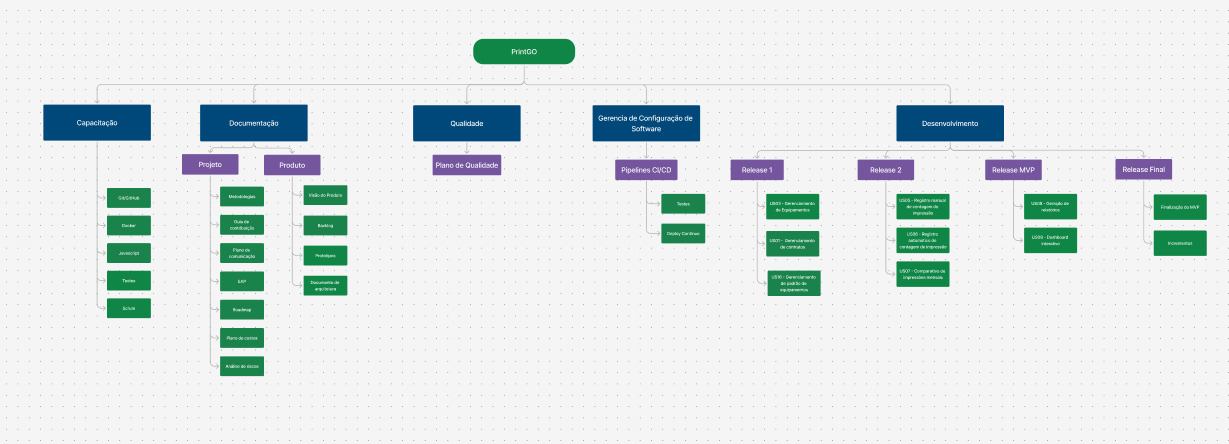 PrintGO
Capacitação
Documentação
Qualidade
Gerencia de Configuração de
Software
Desenvolvimento
Projeto
Produto
Plano de Qualidade
Pipelines CI/CD
Release 1
Release 2
Release MVP
Release Final
Git/GitHub
Docker
Javascript
Testes
Scrum
Metodologias
Guia de
contribuição
Plano de
comunicação
EAP
Roadmap
Plano de custos
Análise de riscos
Visão do Produto
Backlog
Protótipos
Documento de
arquitetura
Testes
Deploy Contínuo
US03 - Gerenciamento
de Equipamentos
US01 - Gerenciamento
de contratos
US10 - Gerenciamento
de padrão de
equipamentos
US05 - Registro manual
de contagem de
impressão
US06 - Registro
automático de
contagem de impressão
US07 - Comparativo de
impressões mensais
US08 - Geração de
relatórios
US09 - Dashboard
interativo
Finalização do MVP
Incrementos